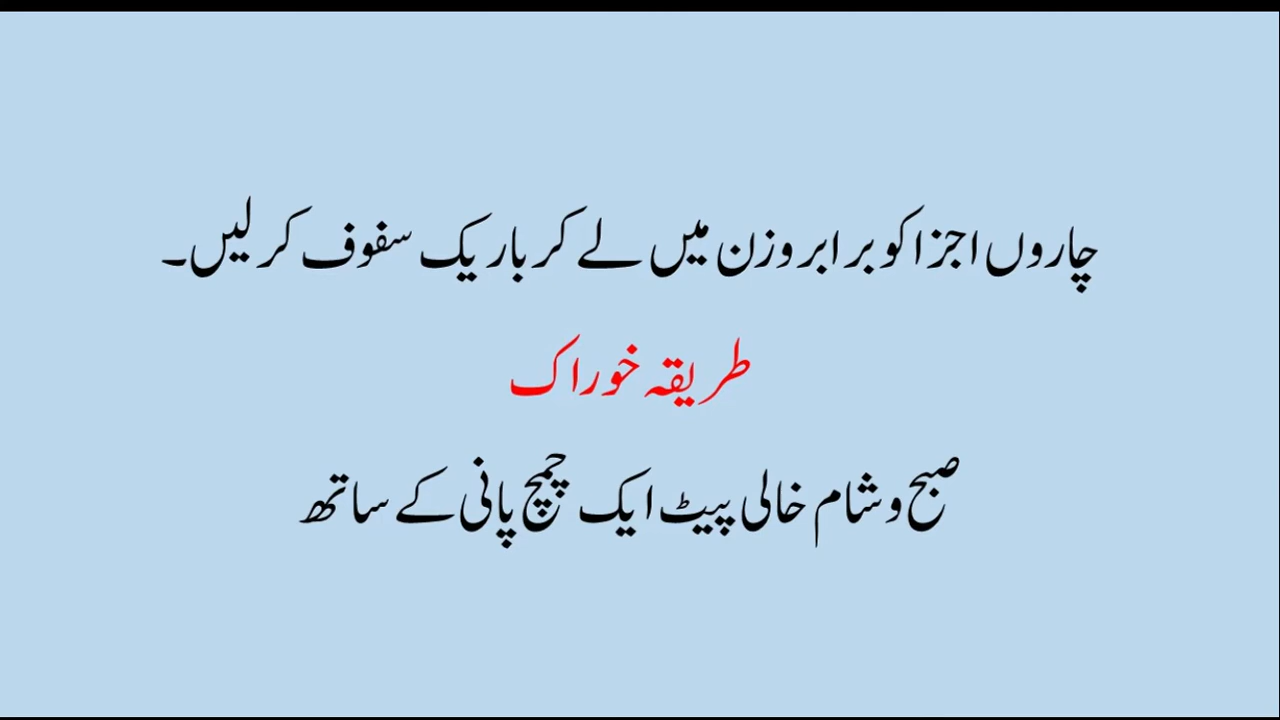 چاروں اجزا کو برابر وزن میں لے کر باریک سفوف کر لیں۔
طریقہ خوراک
صبح و شام خالی پیٹ ایک چمچ پانی کے ساتھ